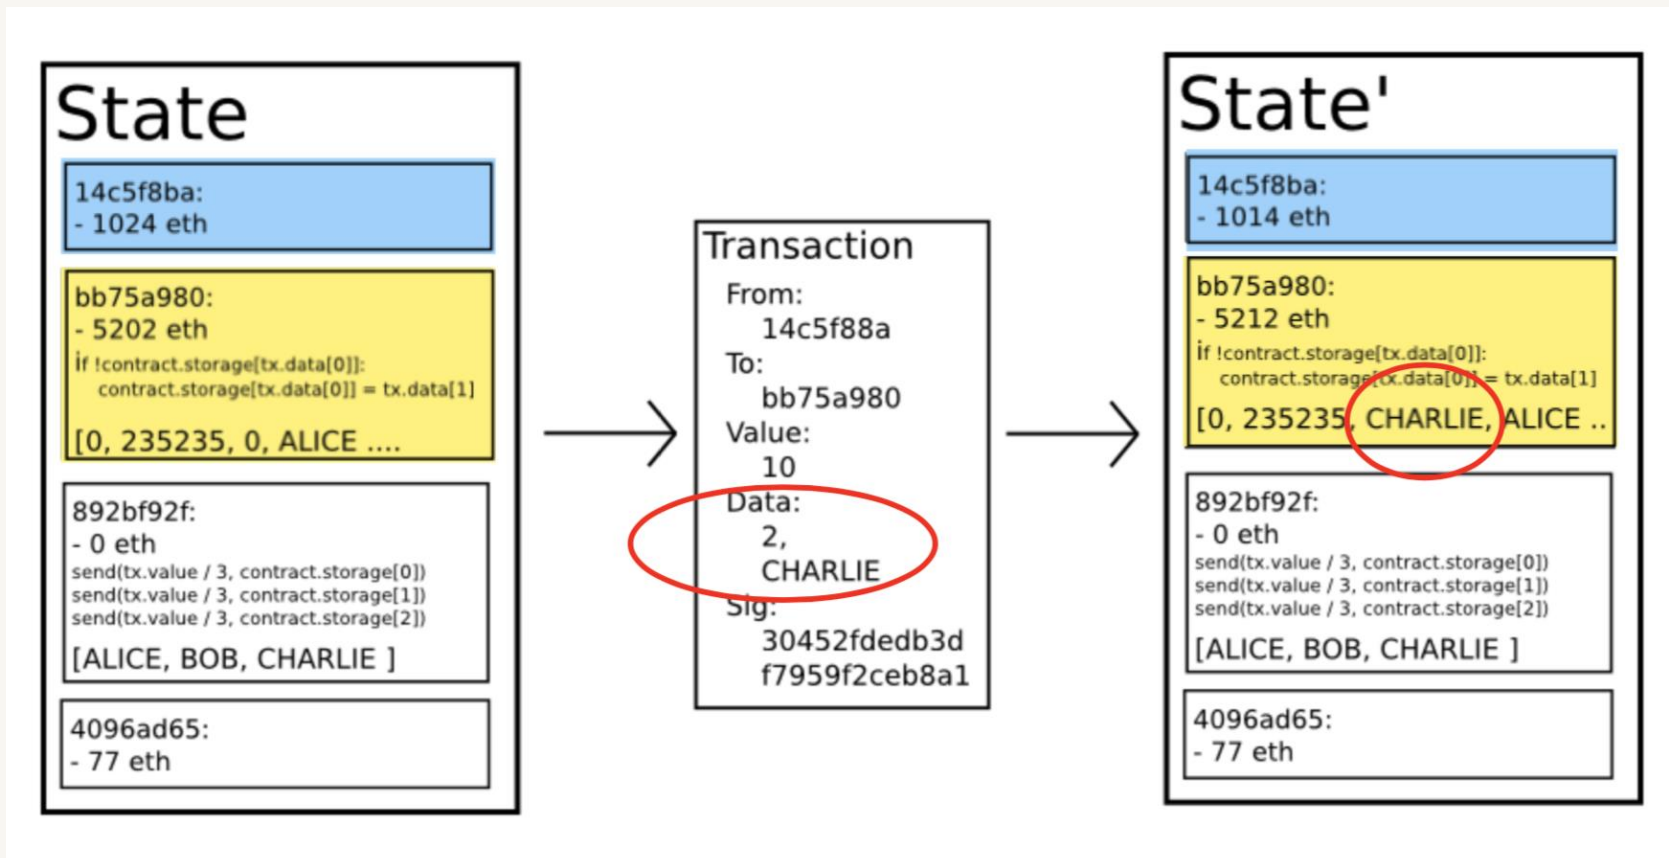 State
14c5f8ba:
- 1024 eth
bb75a980:
- 5202 eth
if !contract.storage[tx.data[0]]:
contract.storage[tx.data[0]] = tx.data[1]
[0, 235235, 0, ALICE ....
892bf92f:
- 0 eth
send(tx.value / 3, contract.storage[0])
send(tx.value / 3, contract.storage[1])
send(tx.value / 3, contract.storage[2])
[ALICE, BOB, CHARLIE ]
4096ad65:
- 77 eth
Transaction
From:
14c5f88a
To:
bb75a980
Value:
10
Data:
2,
CHARLIE
Sig:
30452fdedb3d
f7959f2ceb8a1
State'
14c5f8ba:
- 1014 eth
bb75a980:
- 5212 eth
if !contract.storage[tx.data[0]]:
contract.storage[tx.data[0]] = tx.data[1]
[0, 235235, CHARLIE, ALICE ..
892bf92f:
- 0 eth
send(tx.value / 3, contract.storage[0])
send(tx.value / 3, contract.storage[1])
send(tx.value / 3, contract.storage[2])
[ALICE, BOB, CHARLIE ]
4096ad65:
- 77 eth